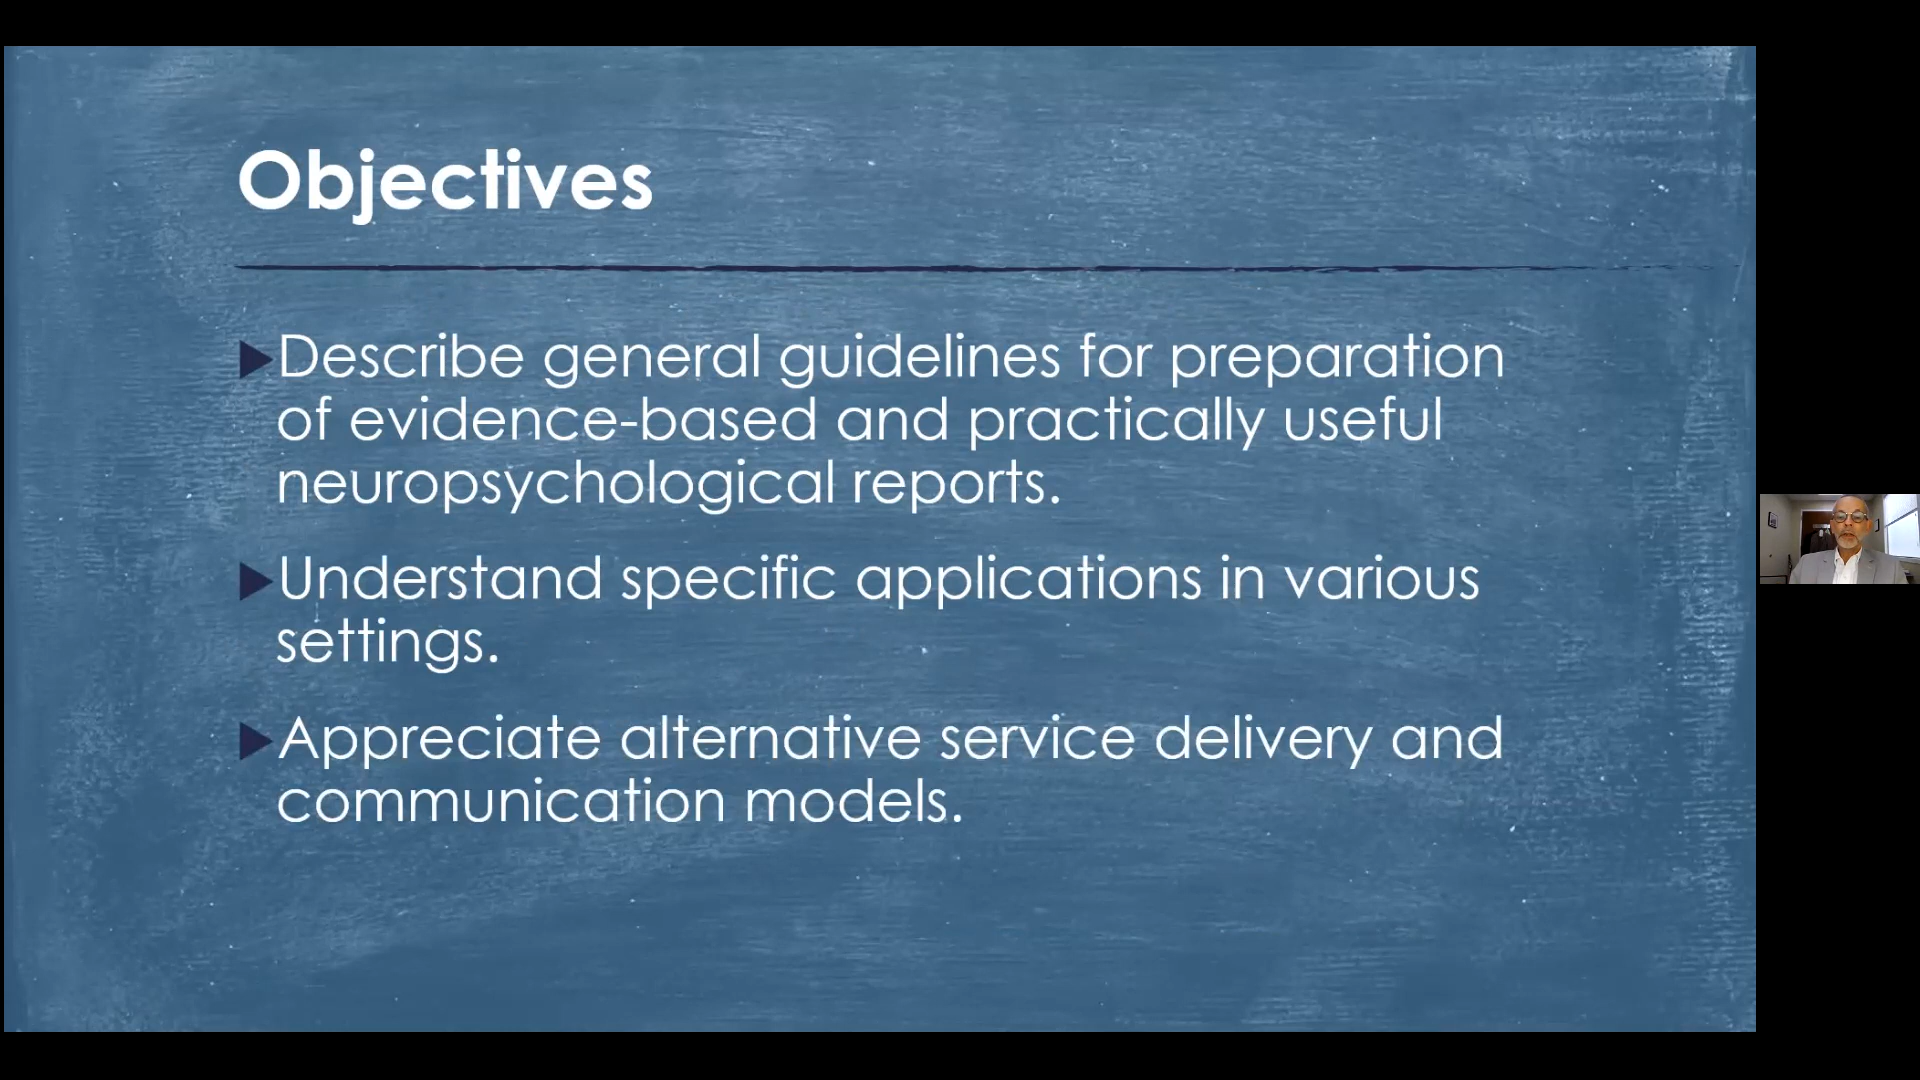 Objectives
Describe general guidelines for preparation
of evidence-based and practically useful
neuropsychological reports.
Understand specific applications in various
settings.
Appreciate alternative service delivery and
communication models.